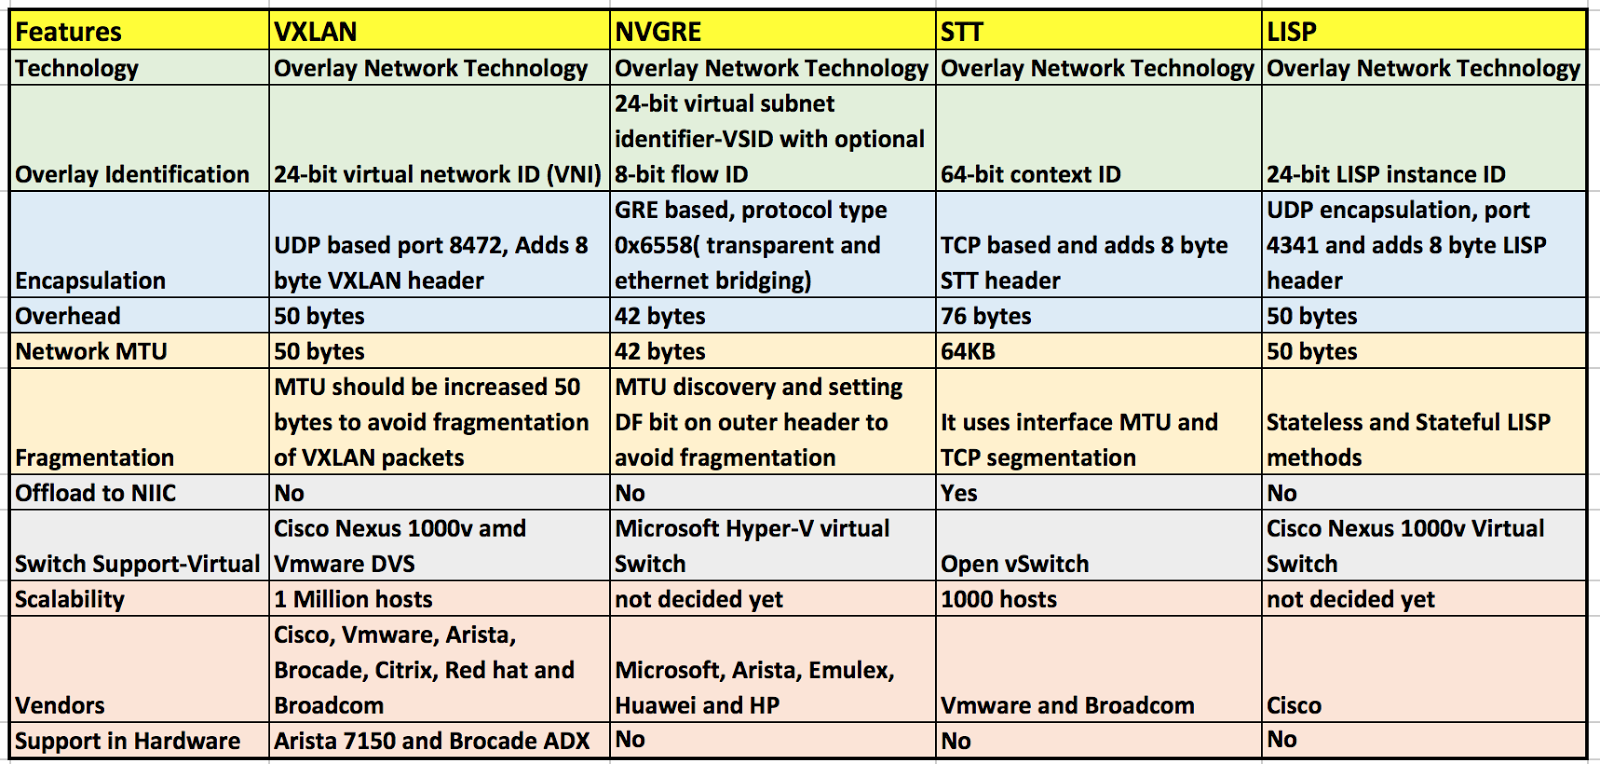 Features VXLAN NVGRE STT LISP
Technology Overlay Network Technology Overlay Network Technology Overlay Network Technology Overlay Network Technology
24-bit virtual subnet
identifier-VSID with optional
Overlay Identification 24-bit virtual network ID (VNI) 8-bit flow ID 64-bit context ID 24-bit LISP instance ID
GRE based, protocol type UDP encapsulation, port
UDP based port 8472, Adds 8 0x6558( transparent and TCP based and adds 8 byte 4341 and adds 8 byte LISP
Encapsulation byte VXLAN header ethernet bridging) STT header header
Overhead 50 bytes 42 bytes 76 bytes 50 bytes
Network MTU 50 bytes 42 bytes 64KB 50 bytes
MTU should be increased 50 MTU discovery and setting
bytes to avoid fragmentation DF bit on outer header to It uses interface MTU and Stateless and Stateful LISP
Fragmentation of VXLAN packets avoid fragmentation TCP segmentation methods
Offload to NIIC No No Yes No
Cisco Nexus 1000v amd Microsoft Hyper-V virtual Cisco Nexus 1000v Virtual
Switch Support-Virtual Vmware DVS Switch Open vSwitch Switch
Scalability 1 Million hosts not decided yet 1000 hosts not decided yet
Cisco, Vmware, Arista,
Brocade, Citrix, Red hat and Microsoft, Arista, Emulex,
Vendors Broadcom Huawei and HP Vmware and Broadcom Cisco
Support in Hardware Arista 7150 and Brocade ADX No No No